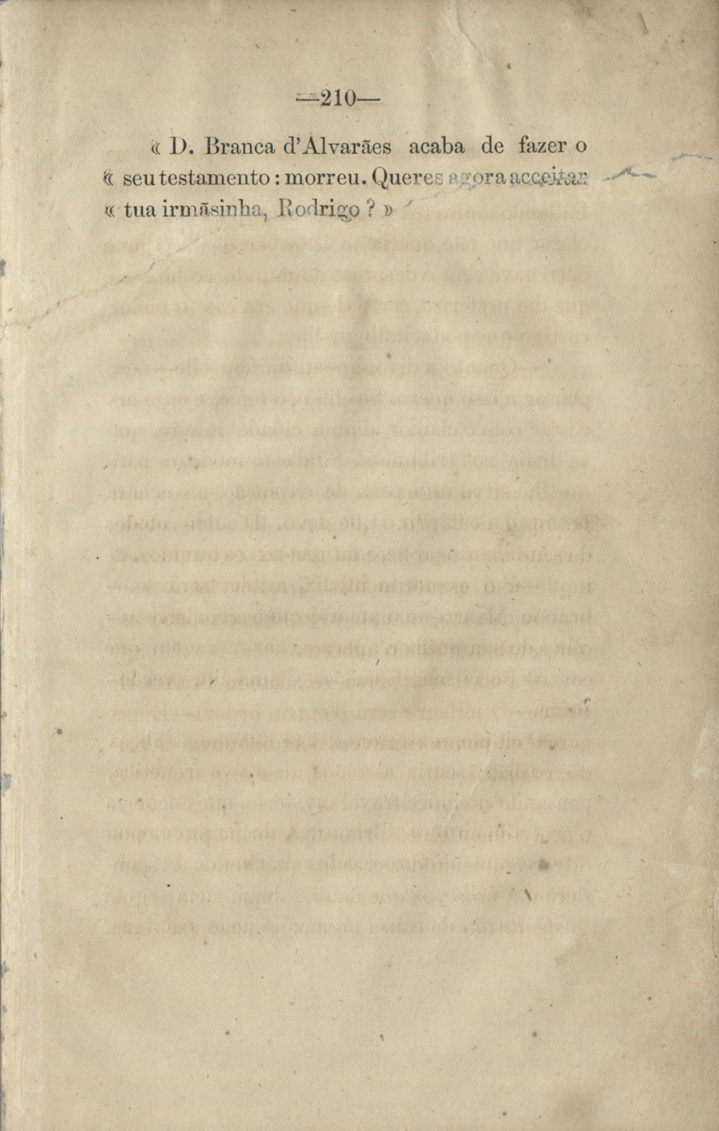 —210—
« D. Branca d'Alvarães acaba de fazer o
« seu testamento : morreu. Queres agora acceitar
« tua irmãsinha, Rodrigo ? »